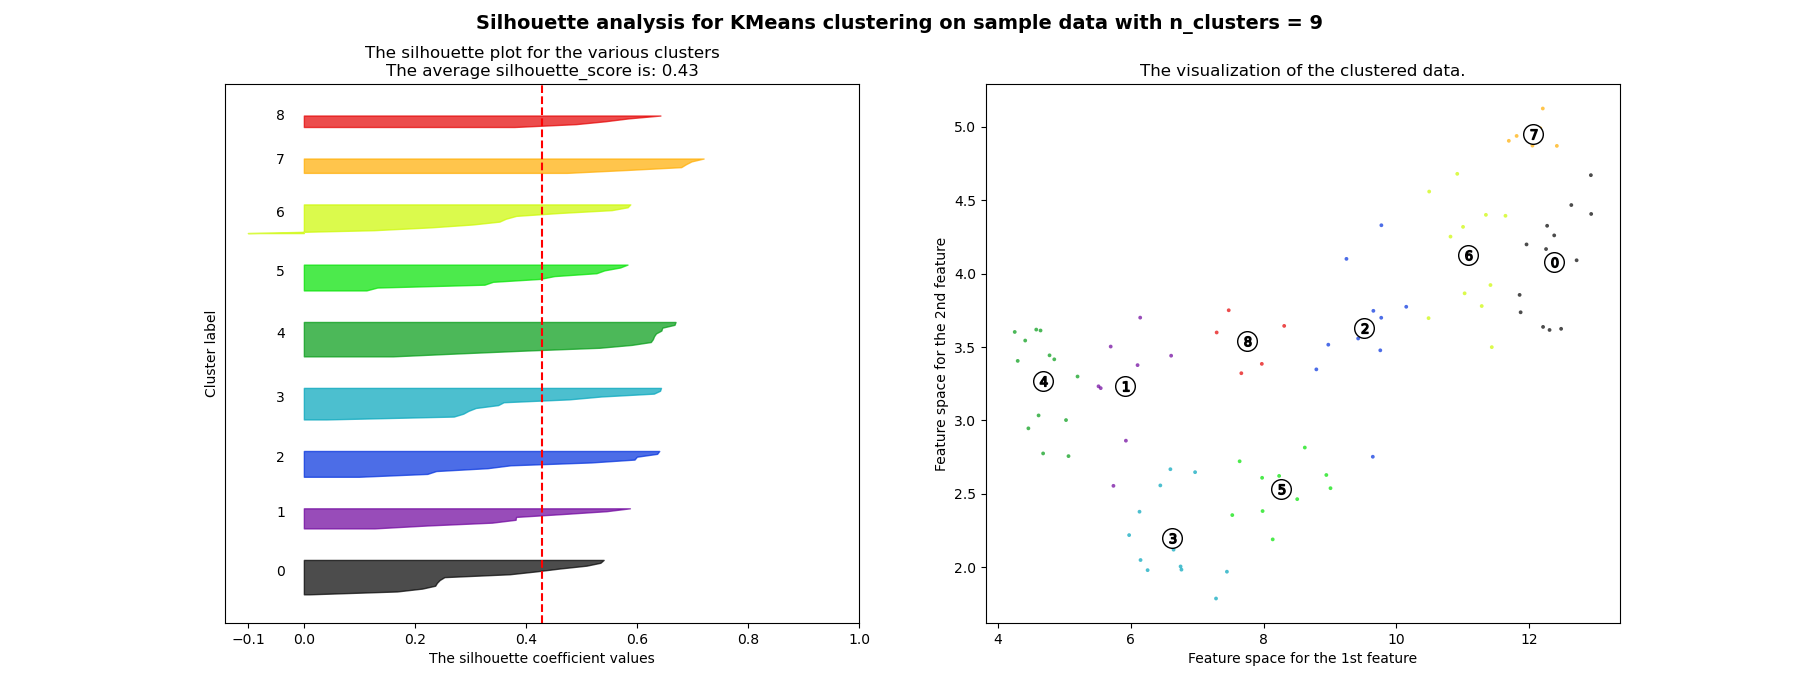 Silhouette analysis for KMeans clustering on sample data with n_clusters = 9
The silhouette plot for the various clusters
The average silhouette_score is: 0.43
Cluster label
8
7
6
5
4
3
2
1
0
−0.1 0.0 0.2 0.4 0.6 0.8 1.0
The silhouette coefficient values
The visualization of the clustered data.
Feature space for the 2nd feature
5.0
4.5
4.0
3.5
3.0
2.5
2.0
7
6
0
2
8
4
1
5
3
4 6 8 10 12
Feature space for the 1st feature